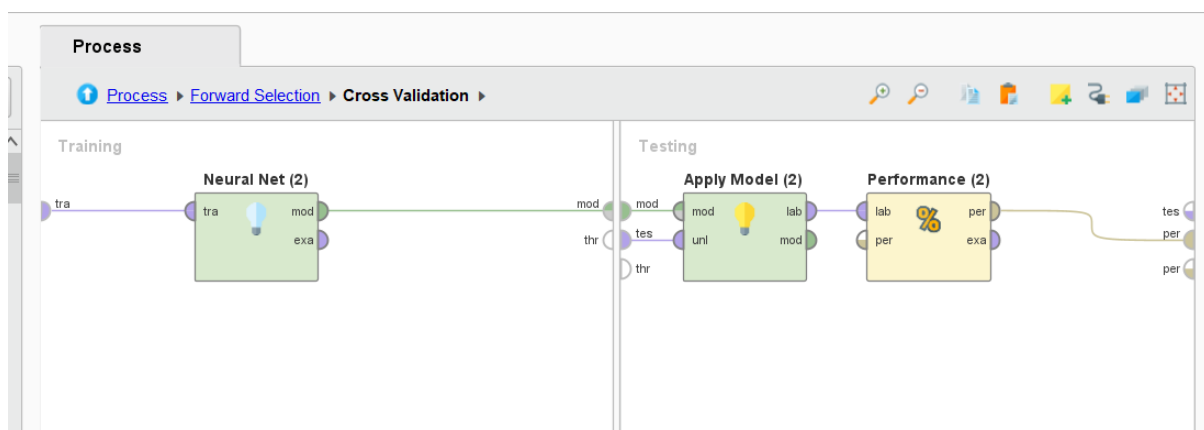 Process
Process ▸ Forward Selection ▸ Cross Validation ▸
Training
Neural Net (2)
tra
tra
mod
exa
mod
thr
Testing
Apply Model (2)
Performance (2)
mod
tes
thr
mod
lab
unl
mod
lab
per
%
per
exa
tes
per
per